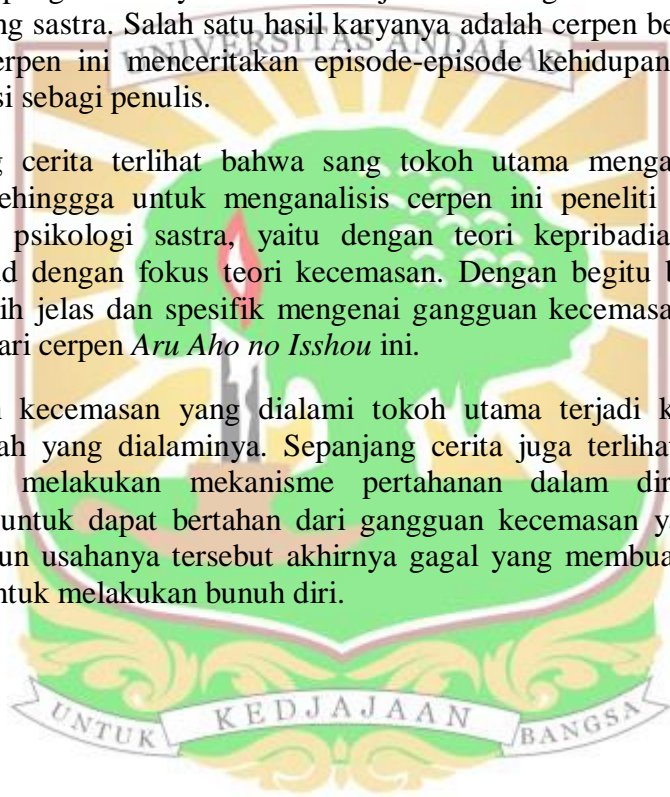 ng sastra. Salah satu hasil karyanya adalah cerpen be
UNIVERSITAS ANDALAS
erpen ini menceritakan episode-episode kehidupan
si sebagi penulis.
g cerita terlihat bahwa sang tokoh utama menga
ehinggga untuk menganalisis cerpen ini peneliti
psikologi sastra, yaitu dengan teori kepribadia
d dengan fokus teori kecemasan. Dengan begitu b
ih jelas dan spesifik mengenai gangguan kecemasa
ari cerpen Aru Aho no Isshou ini.
n kecemasan yang dialami tokoh utama terjadi k
ah yang dialaminya. Sepanjang cerita juga terlihat
melakukan mekanisme pertahanan dalam dir
untuk dapat bertahan dari gangguan kecemasan y
un usahanya tersebut akhirnya gagal yang membua
ntuk melakukan bunuh diri.
UNTUK KEDJAJAAN BANGSA